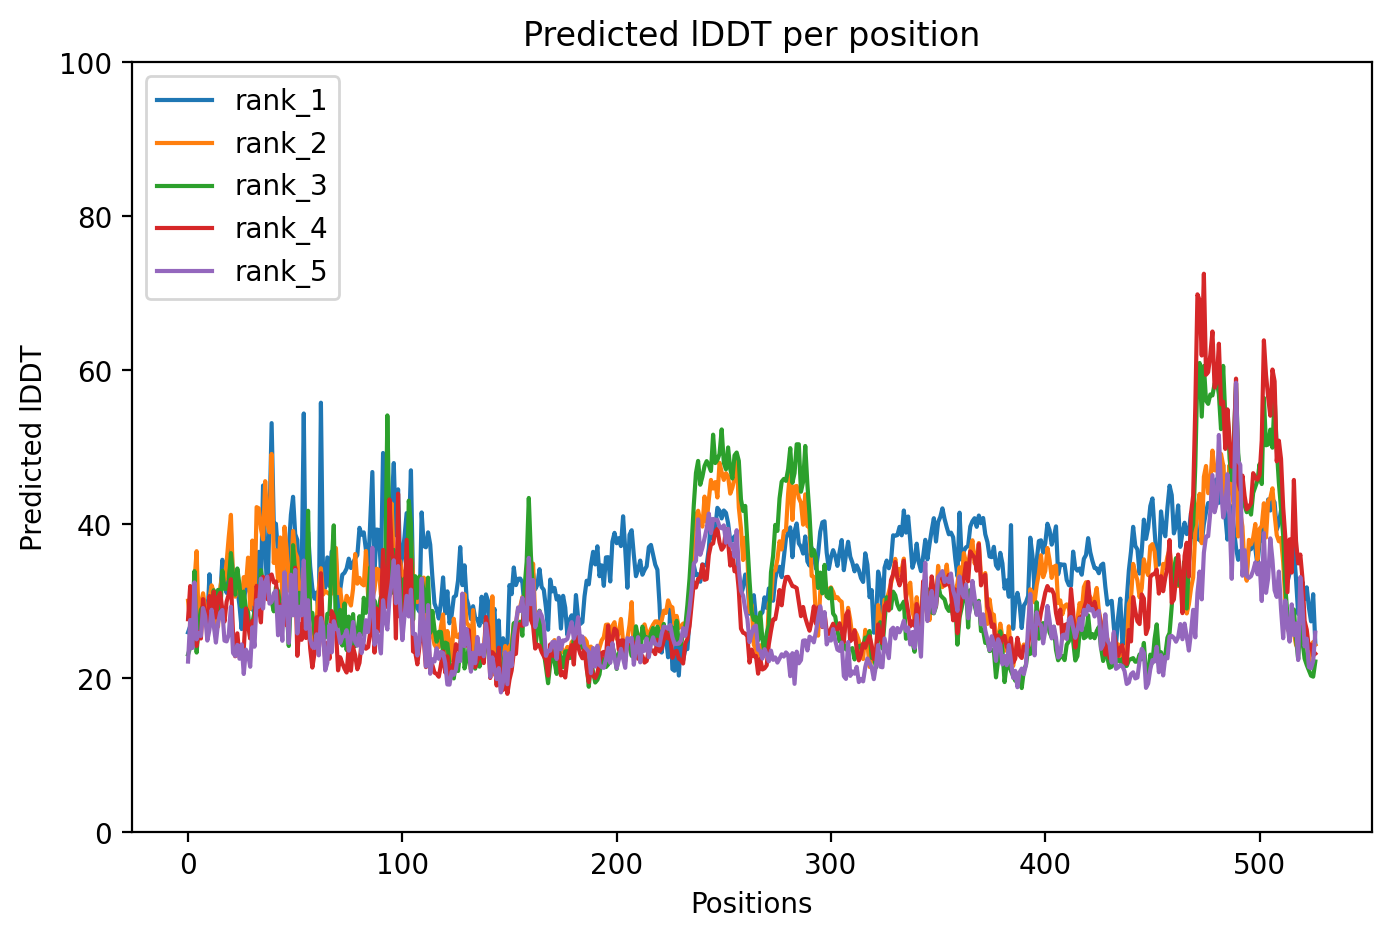 Predicted lDDT per position
100
80
60
40
20
0
Predicted lDDT
rank_1
rank_2
rank_3
rank_4
rank_5
0 100 200 300 400 500
Positions